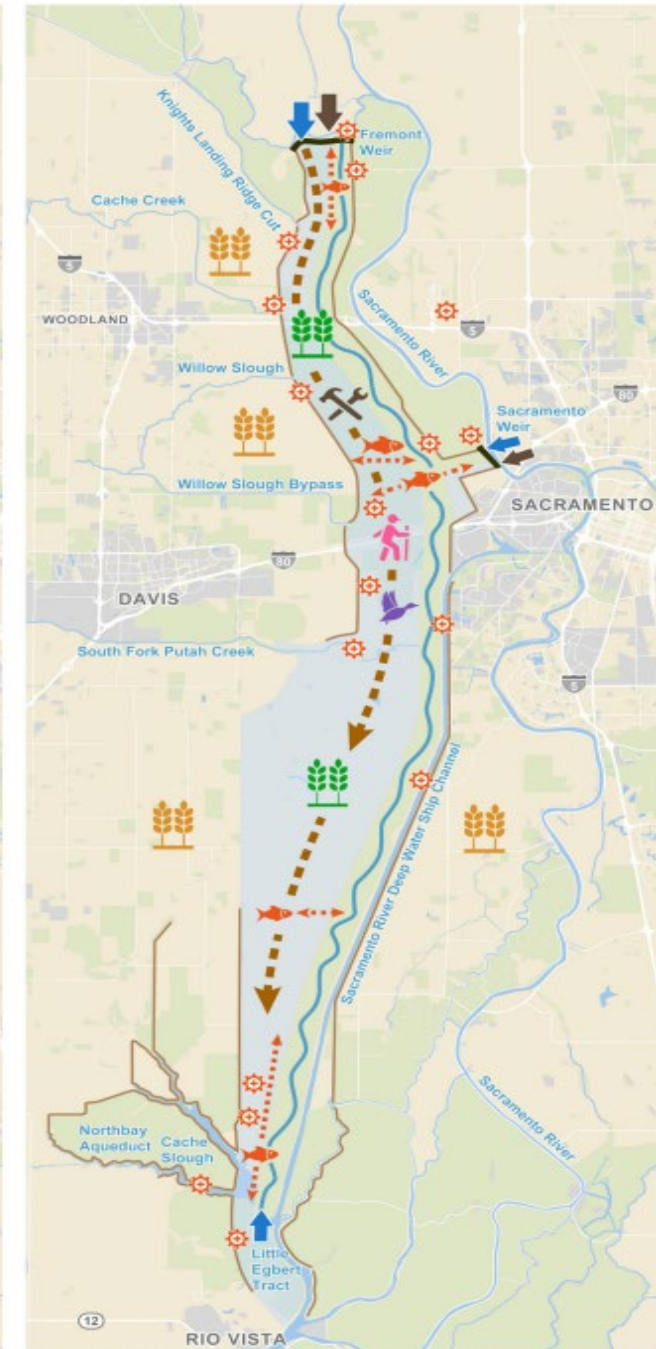 Fremont
Weir
Knights Landing Ridge Cut
Cache Creek
5
WOODLAND
Sacramento River
5
Willow Slough
80
Sacramento
Weir
Willow Slough Bypass
SACRAMENTO
80
DAVIS
South Fork Putah Creek
5
Sacramento River Deep Water Ship Channel
Sacramento River
Northbay
Aqueduct
Cache
Slough
Little
Egbert
Tract
12
RIO VISTA